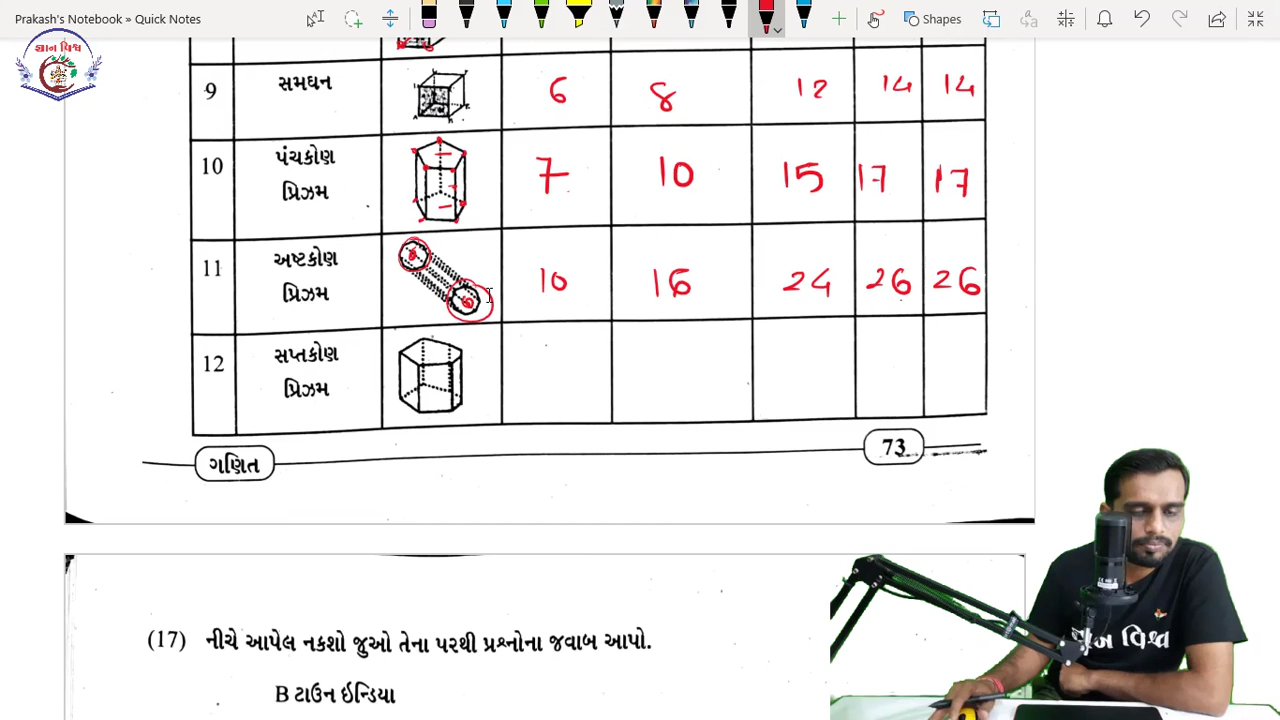 Prakash's Notebook » Quick Notes
Shapes
જ્ઞાન વિશ્વ
9 સમઘન 6 8 12 14 14
10 પંચકોણ પ્રિઝમ 7 10 15 17 17
11 અષ્ટકોણ પ્રિઝમ 10 16 24 26 26
12 સપ્તકોણ પ્રિઝમ
ગણિત 73
(17) નીચે આપેલ નકશો જુઓ તેના પરથી પ્રશ્નોના જવાબ આપો.
B ટાઉન ઇન્ડિયા
જ્ઞાન વિશ્વ